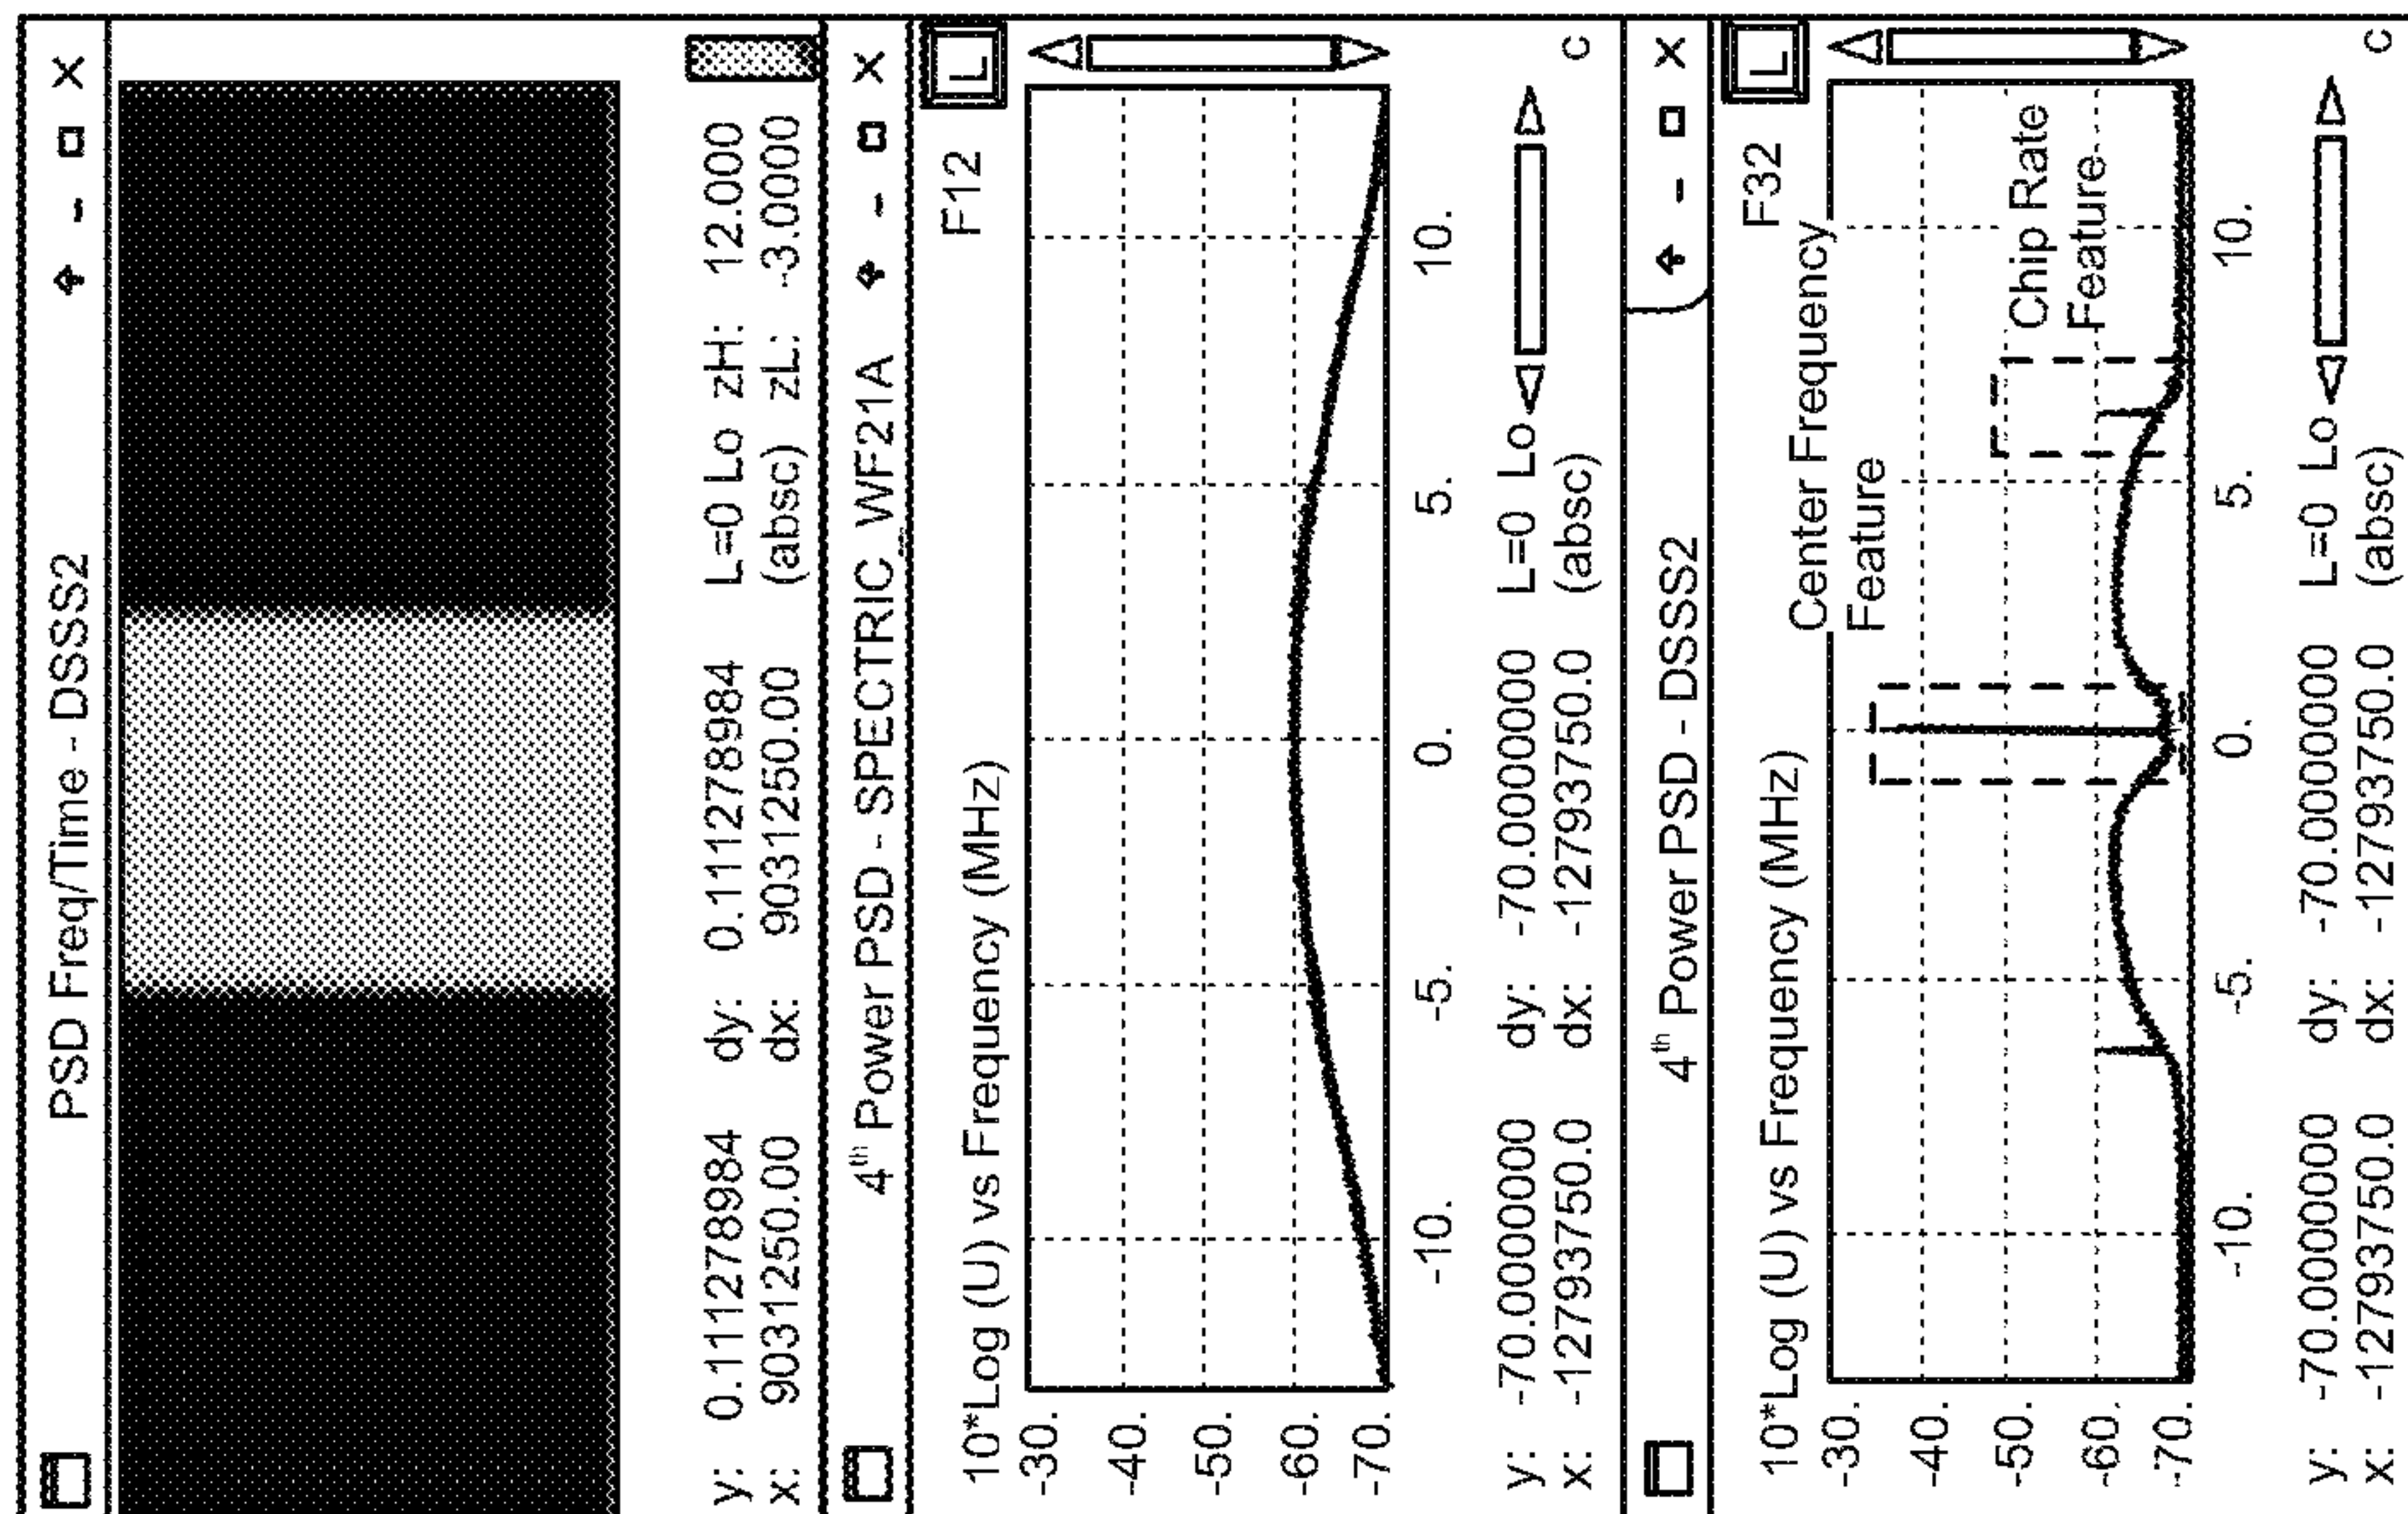 PSD Freq/Time - DSSS2
y: 0.111278984 dy: 0.111278984 L=0 Lo zH: 12.000
x: 9031250.00 dx: 9031250.00 (absc) zL: -3.0000
4th Power PSD - SPECTRIC_WF21A
10*Log (U) vs Frequency (MHz) F12
L
-30.
-40.
-50.
-60.
-70.
-10. -5. 0. 5. 10.
y: -70.0000000 dy: -70.0000000 L=0 Lo
x: -12793750.0 dx: -12793750.0 (absc) c
4th Power PSD - DSSS2
10*Log (U) vs Frequency (MHz) F32
L
Center Frequency
Feature
Chip Rate
Feature
-30.
-40.
-50.
-60.
-70.
-10. -5. 0. 5. 10.
y: -70.0000000 dy: -70.0000000 L=0 Lo
x: -12793750.0 dx: -12793750.0 (absc) c